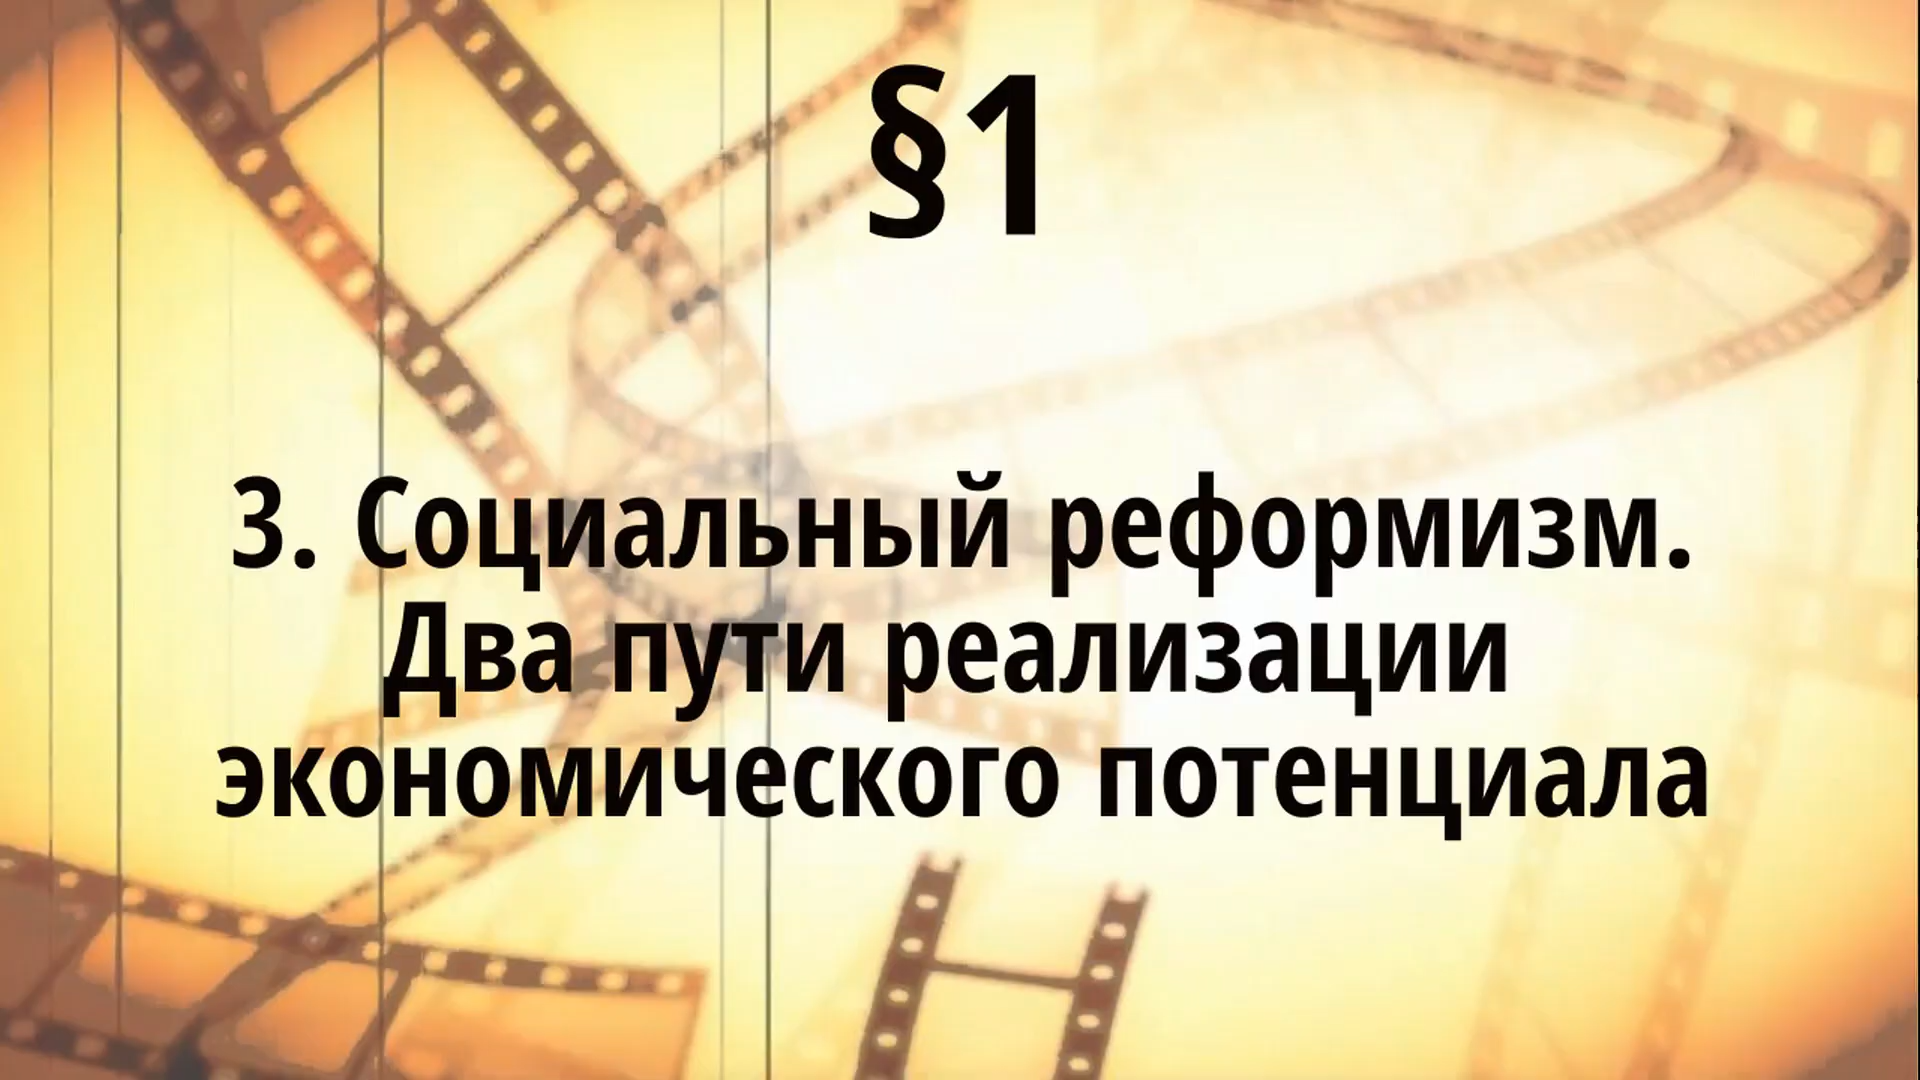 §1
3. Социальный реформизм.
Два пути реализации
экономического потенциала